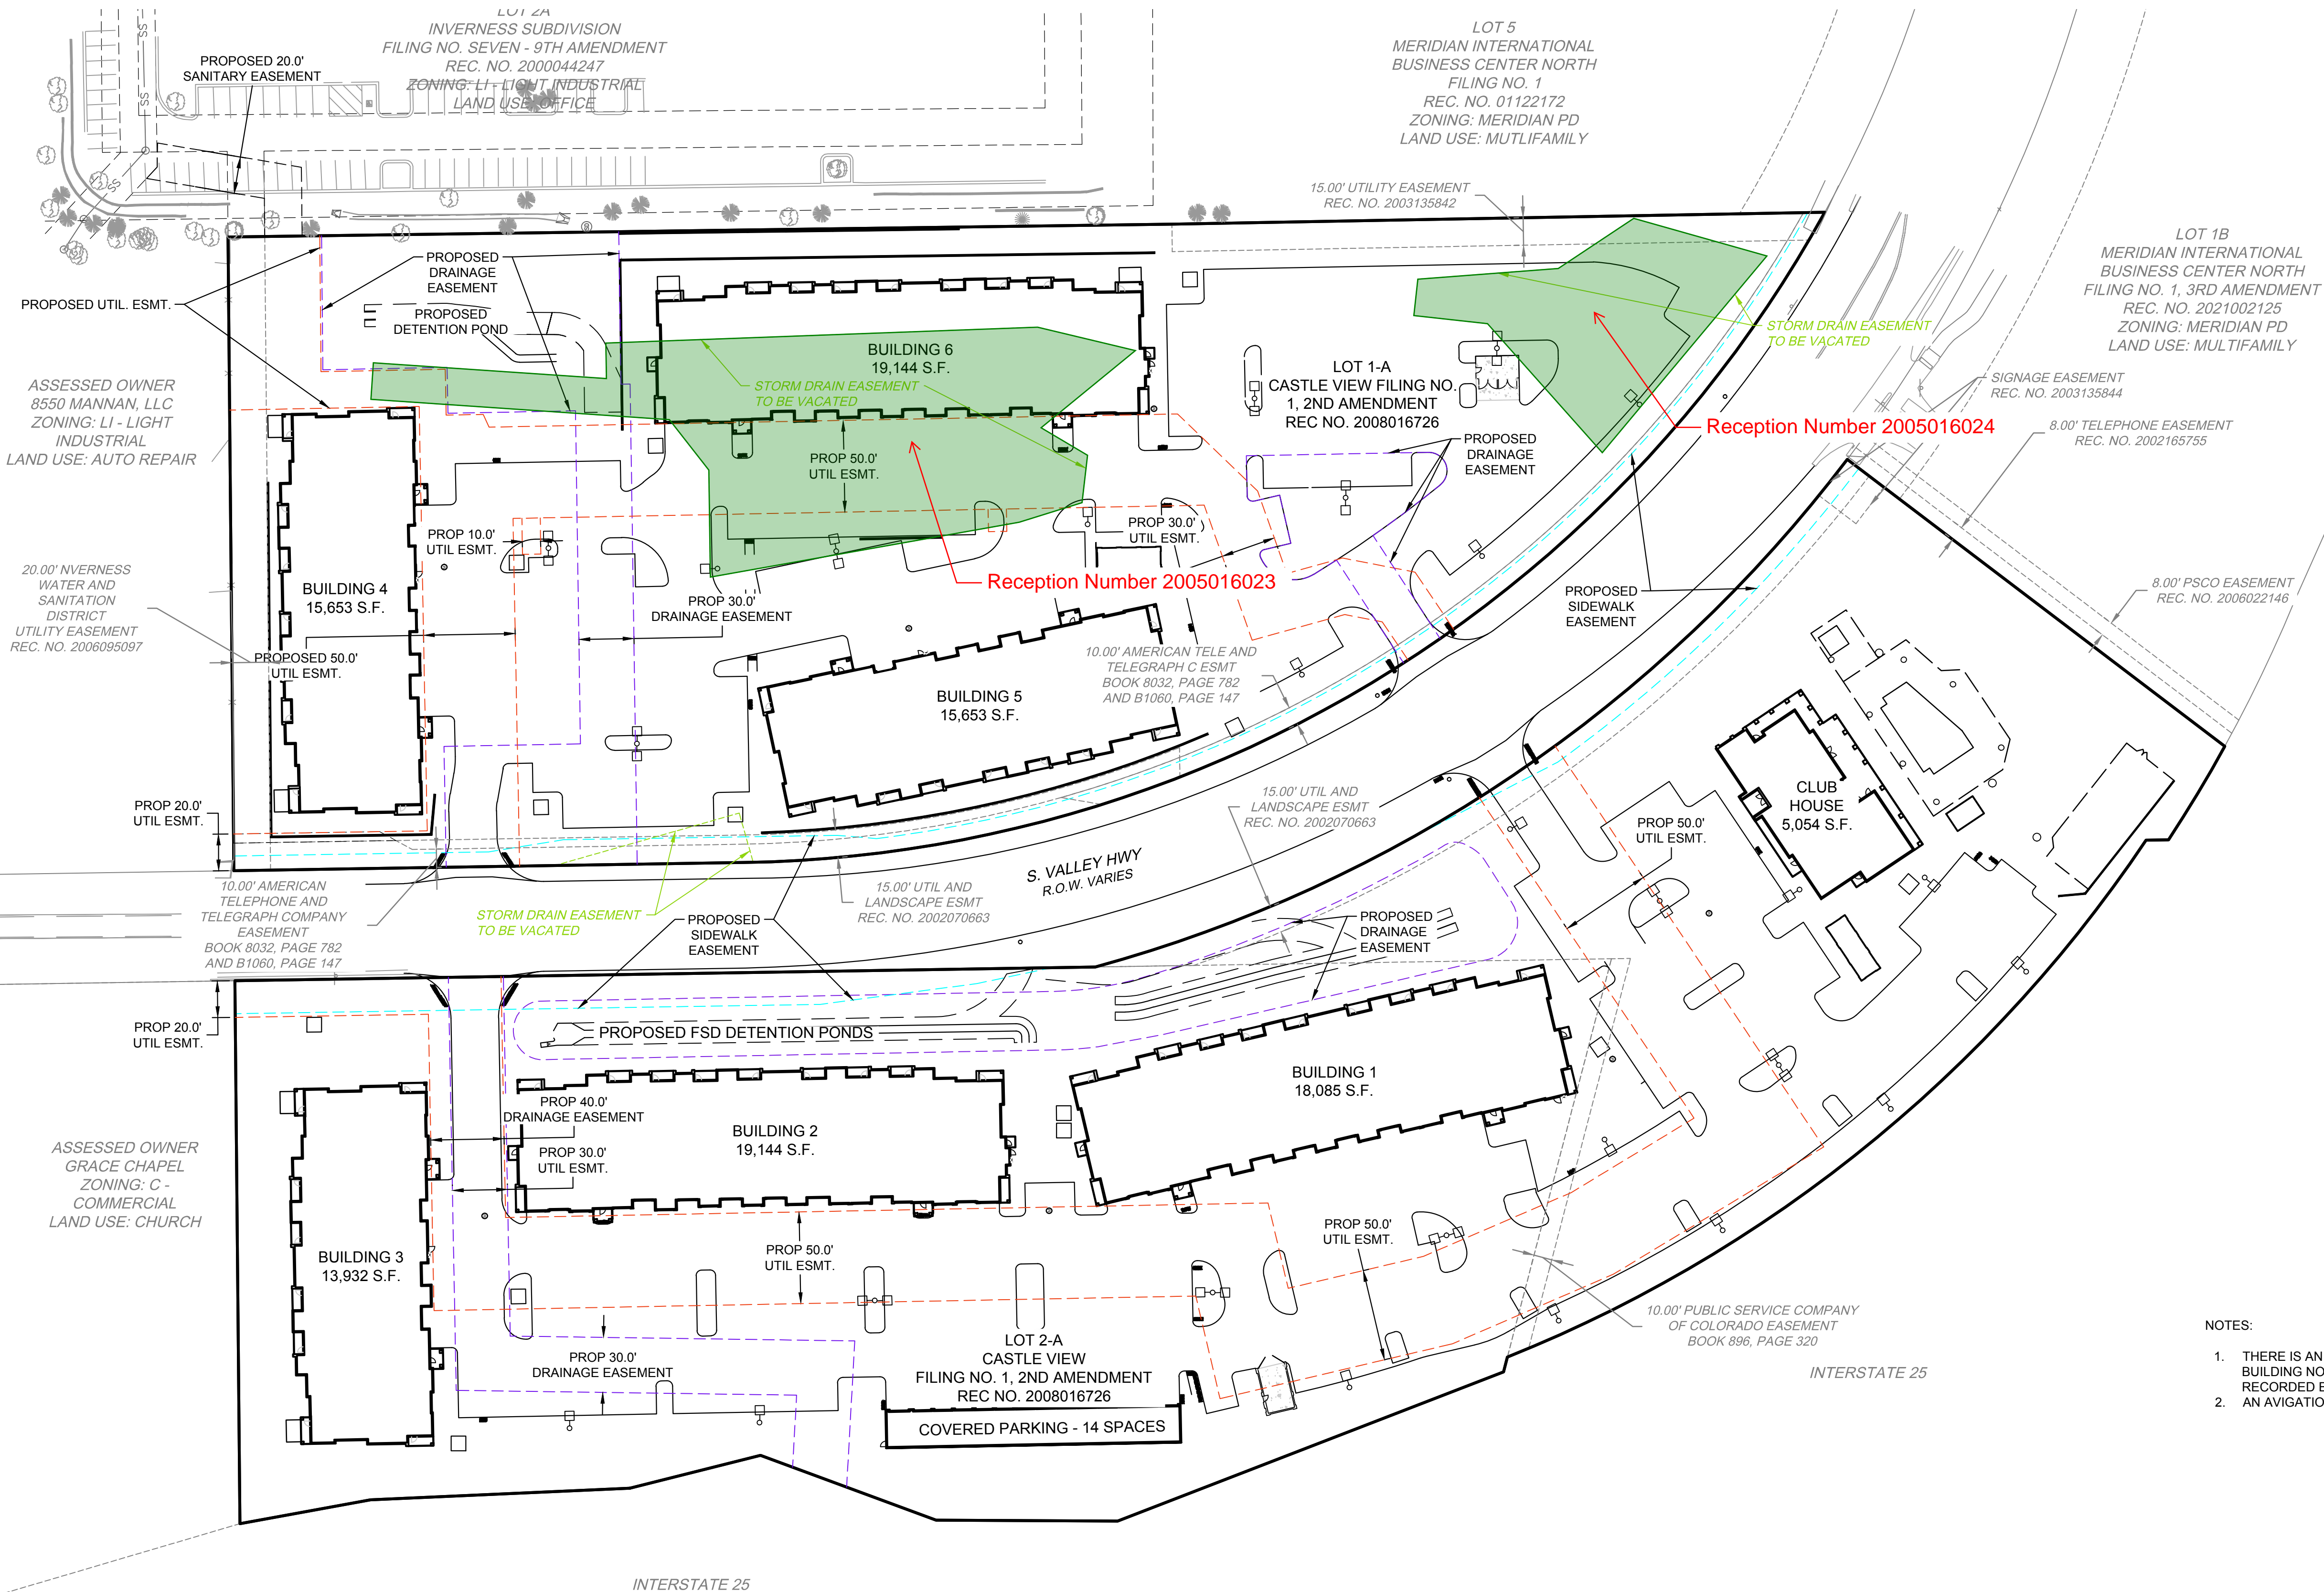 LOT 2A
INVERNESS SUBDIVISION
FILING NO. SEVEN - 9TH AMENDMENT
REC. NO. 2000044247
ZONING: LI - LIGHT INDUSTRIAL
LAND USE: OFFICE
PROPOSED 20.0'
SANITARY EASEMENT
SS
SS
SS
LOT 5
MERIDIAN INTERNATIONAL
BUSINESS CENTER NORTH
FILING NO. 1
REC. NO. 01122172
ZONING: MERIDIAN PD
LAND USE: MUTLIFAMILY
15.00' UTILITY EASEMENT
REC. NO. 2003135842
LOT 1B
MERIDIAN INTERNATIONAL
BUSINESS CENTER NORTH
FILING NO. 1, 3RD AMENDMENT
REC. NO. 2021002125
ZONING: MERIDIAN PD
LAND USE: MULTIFAMILY
PROPOSED
DRAINAGE
EASEMENT
PROPOSED UTIL. ESMT.
PROPOSED
DETENTION POND
BUILDING 6
19,144 S.F.
STORM DRAIN EASEMENT
TO BE VACATED
LOT 1-A
CASTLE VIEW FILING NO.
1, 2ND AMENDMENT
REC NO. 2008016726
STORM DRAIN EASEMENT
TO BE VACATED
SIGNAGE EASEMENT
REC. NO. 2003135844
Reception Number 2005016024
8.00' TELEPHONE EASEMENT
REC. NO. 2002165755
ASSESSED OWNER
8550 MANNAN, LLC
ZONING: LI - LIGHT
INDUSTRIAL
LAND USE: AUTO REPAIR
PROPOSED
DRAINAGE
EASEMENT
PROP 50.0'
UTIL ESMT.
PROP 10.0'
UTIL ESMT.
PROP 30.0'
UTIL ESMT.
Reception Number 2005016023
20.00' NVERNESS
WATER AND
SANITATION
DISTRICT
UTILITY EASEMENT
REC. NO. 2006095097
BUILDING 4
15,653 S.F.
PROP 30.0'
DRAINAGE EASEMENT
PROPOSED
SIDEWALK
EASEMENT
8.00' PSCO EASEMENT
REC. NO. 2006022146
PROPOSED 50.0'
UTIL ESMT.
10.00' AMERICAN TELE AND
TELEGRAPH C ESMT
BOOK 8032, PAGE 782
AND B1060, PAGE 147
BUILDING 5
15,653 S.F.
PROP 20.0'
UTIL ESMT.
15.00' UTIL AND
LANDSCAPE ESMT
REC. NO. 2002070663
CLUB
HOUSE
5,054 S.F.
PROP 50.0'
UTIL ESMT.
S. VALLEY HWY
R.O.W. VARIES
10.00' AMERICAN
TELEPHONE AND
TELEGRAPH COMPANY
EASEMENT
BOOK 8032, PAGE 782
AND B1060, PAGE 147
STORM DRAIN EASEMENT
TO BE VACATED
PROPOSED
SIDEWALK
EASEMENT
15.00' UTIL AND
LANDSCAPE ESMT
REC. NO. 2002070663
PROPOSED
DRAINAGE
EASEMENT
PROP 20.0'
UTIL ESMT.
PROPOSED FSD DETENTION PONDS
BUILDING 1
18,085 S.F.
PROP 40.0'
DRAINAGE EASEMENT
BUILDING 2
19,144 S.F.
PROP 30.0'
UTIL ESMT.
ASSESSED OWNER
GRACE CHAPEL
ZONING: C -
COMMERCIAL
LAND USE: CHURCH
BUILDING 3
13,932 S.F.
PROP 50.0'
UTIL ESMT.
PROP 50.0'
UTIL ESMT.
10.00' PUBLIC SERVICE COMPANY
OF COLORADO EASEMENT
BOOK 896, PAGE 320
PROP 30.0'
DRAINAGE EASEMENT
LOT 2-A
CASTLE VIEW
FILING NO. 1, 2ND AMENDMENT
REC NO. 2008016726
COVERED PARKING - 14 SPACES
INTERSTATE 25
NOTES:
1. THERE IS AN
BUILDING NO
RECORDED
2. AN AVIGATIO
INTERSTATE 25